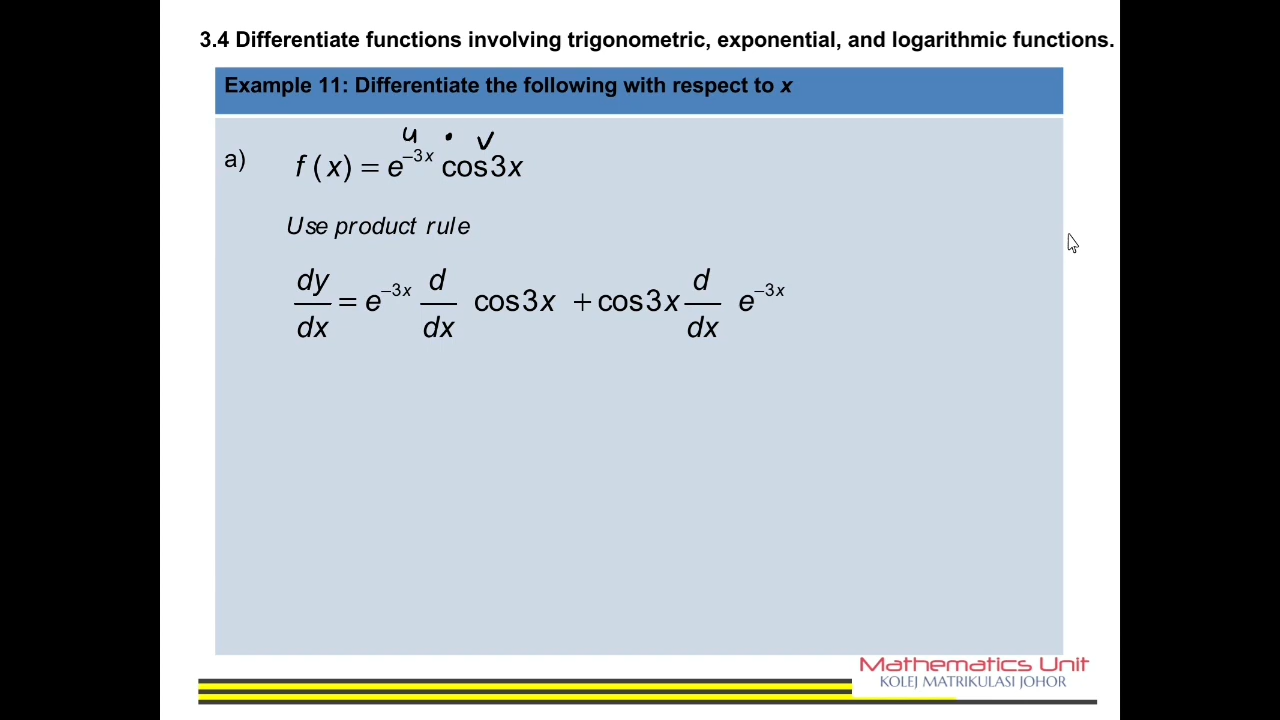 3.4 Differentiate functions involving trigonometric, exponential, and logarithmic functions.
Example 11: Differentiate the following with respect to x
u · v
a) f(x) = e^{-3x} cos3x
Use product rule
dy/dx = e^{-3x} d/dx cos3x + cos3x d/dx e^{-3x}
Mathematics Unit
KOLEJ MATRIKULASI JOHOR